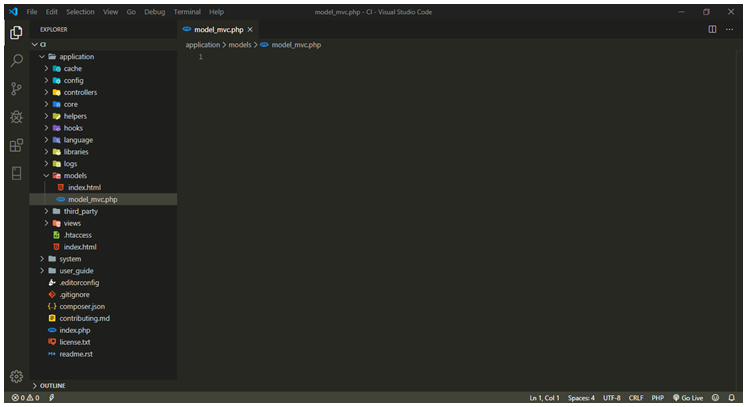 File Edit Selection View Go Debug Terminal Help model_mvc.php - CI - Visual Studio Code
EXPLORER
model_mvc.php
CI
application > models > model_mvc.php
application
1
cache
config
controllers
core
helpers
hooks
language
libraries
logs
models
index.html
model_mvc.php
third_party
views
.htaccess
index.html
system
user_guide
.editorconfig
.gitignore
composer.json
contributing.md
index.php
license.txt
readme.rst
OUTLINE
0 0 Ln 1, Col 1 Spaces: 4 UTF-8 CRLF PHP Go Live